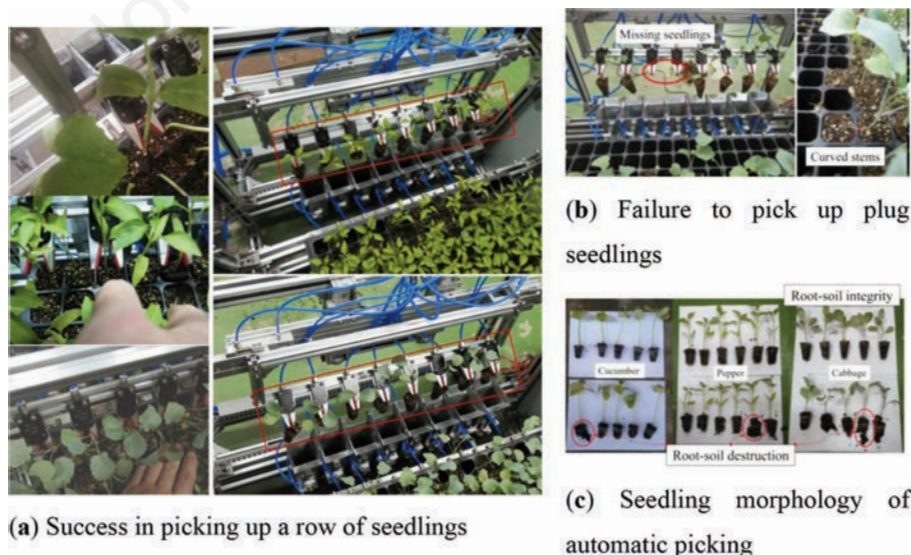 Missing seedlings
Curved stems
(b) Failure to pick up plug
seedlings
Root-soil integrity
Cucumber
Pepper
Cabbage
Root-soil destruction
(a) Success in picking up a row of seedlings
(c) Seedling morphology of
automatic picking